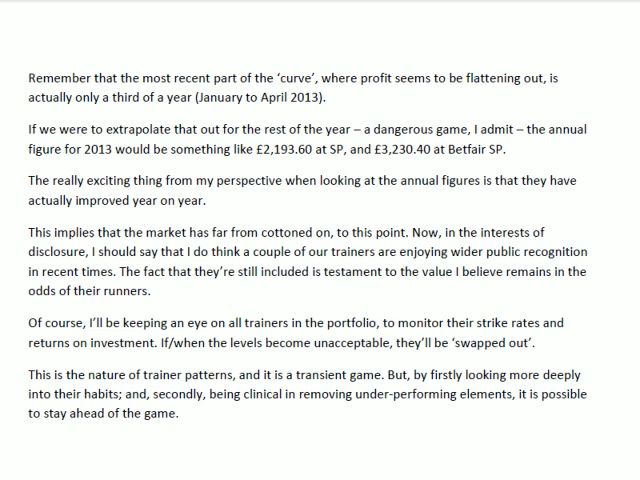 Remember that the most recent part of the ‘curve’, where profit seems to be flattening out, is
actually only a third of a year (January to April 2013).
If we were to extrapolate that out for the rest of the year – a dangerous game, I admit – the annual
figure for 2013 would be something like £2,193.60 at SP, and £3,230.40 at Betfair SP.
The really exciting thing from my perspective when looking at the annual figures is that they have
actually improved year on year.
This implies that the market has far from cottoned on, to this point. Now, in the interests of
disclosure, I should say that I do think a couple of our trainers are enjoying wider public recognition
in recent times. The fact that they’re still included is testament to the value I believe remains in the
odds of their runners.
Of course, I’ll be keeping an eye on all trainers in the portfolio, to monitor their strike rates and
returns on investment. If/when the levels become unacceptable, they’ll be ‘swapped out’.
This is the nature of trainer patterns, and it is a transient game. But, by firstly looking more deeply
into their habits; and, secondly, being clinical in removing under-performing elements, it is possible
to stay ahead of the game.